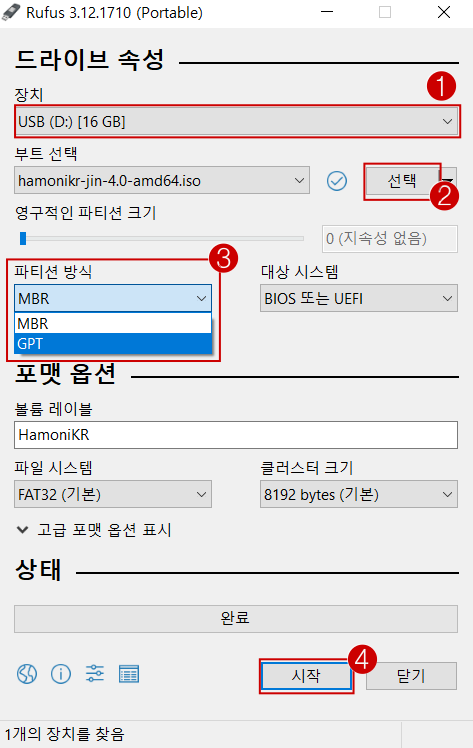 Rufus 3.12.1710 (Portable)
드라이브 속성
1
장치
USB (D:) [16 GB]
부트 선택
hamonikr-jin-4.0-amd64.iso
선택
2
영구적인 파티션 크기
0 (지속성 없음)
3
파티션 방식
대상 시스템
MBR
BIOS 또는 UEFI
MBR
GPT
포맷 옵션
볼륨 레이블
HamoniKR
파일 시스템
클러스터 크기
FAT32 (기본)
8192 bytes (기본)
고급 포맷 옵션 표시
상태
완료
4
시작
닫기
1개의 장치를 찾음